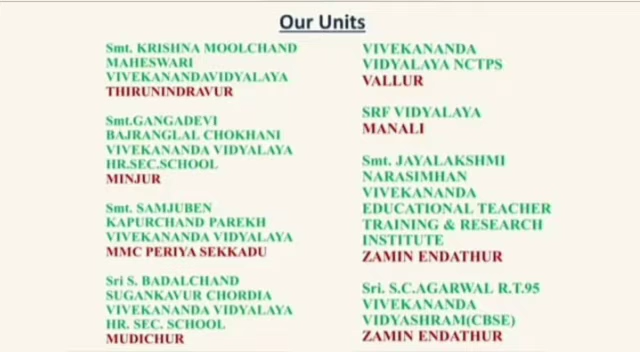 Our Units
Smt. KRISHNA MOOLCHAND
MAHESWARI
VIVEKANANDAVIDYALAYA
THIRUNINDRAVUR
Smt.GANGADEVI
BAJRANGLAL CHOKHANI
VIVEKANANDA VIDYALAYA
HR.SEC.SCHOOL
MINJUR
Smt. SAMJUBEN
KAPURCHAND PAREKH
VIVEKANANDA VIDYALAYA
MMC PERIYA SEKKADU
Sri S. BADALCHAND
SUGANKAVUR CHORDIA
VIVEKANANDA VIDYALAYA
HR. SEC. SCHOOL
MUDICHUR
VIVEKANANDA
VIDYALAYA NCTPS
VALLUR
SRF VIDYALAYA
MANALI
Smt. JAYALAKSHMI
NARASIMHAN
VIVEKANANDA
EDUCATIONAL TEACHER
TRAINING & RESEARCH
INSTITUTE
ZAMIN ENDATHUR
Sri. S.C.AGARWAL R.T.95
VIVEKANANDA
VIDYASHRAM(CBSE)
ZAMIN ENDATHUR